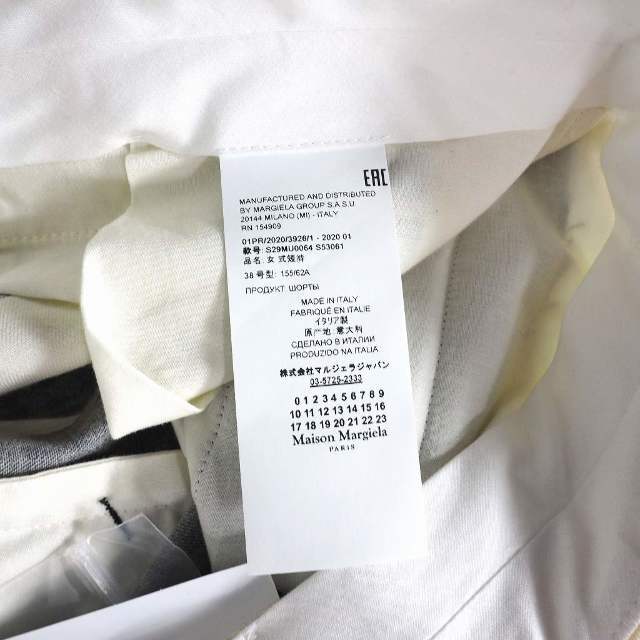 EAC
MANUFACTURED AND DISTRIBUTED
BY MARGIELA GROUP S.A.S.U.
20144 MILANO (MI) - ITALY
RN 154909
01PR/2020/3926/1 - 2020 01
款号: S29MU0064 S53061
品名: 女 式矮裤
38 号型: 155/62A
ПРОДУКТ ШОРТЫ
MADE IN ITALY
FABRIQUÉ EN ITALIE
イタリア製
原产地 意大利
СДЕЛАНО В ИТАЛИИ
PRODUZIDO NA ITALIA
株式会社マルジェラジャパン
03-5725-2333
0 1 2 3 4 5 6 7 8 9
10 11 12 13 14 15 16
17 18 19 20 21 22 23
Maison Margiela
PARIS